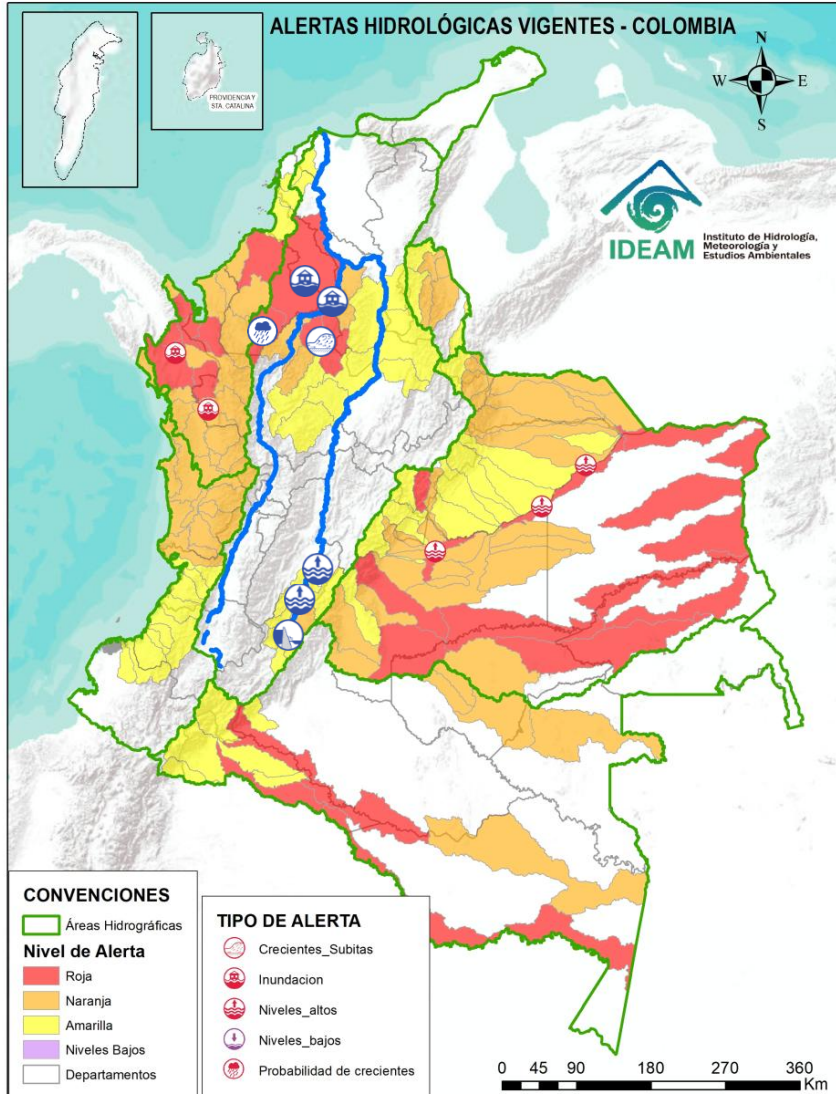 ALERTAS HIDROLÓGICAS VIGENTES - COLOMBIA
PROVIDENCIA Y
STA. CATALINA
N
W
E
S
IDEAM
Instituto de Hidrología,
Meteorología y
Estudios Ambientales
CONVENCIONES
Áreas Hidrográficas
Nivel de Alerta
Roja
Naranja
Amarilla
Niveles Bajos
Departamentos
TIPO DE ALERTA
Crecientes_Subitas
Inundacion
Niveles_altos
Niveles_bajos
Probabilidad de crecientes
0 45 90 180 270 360
Km